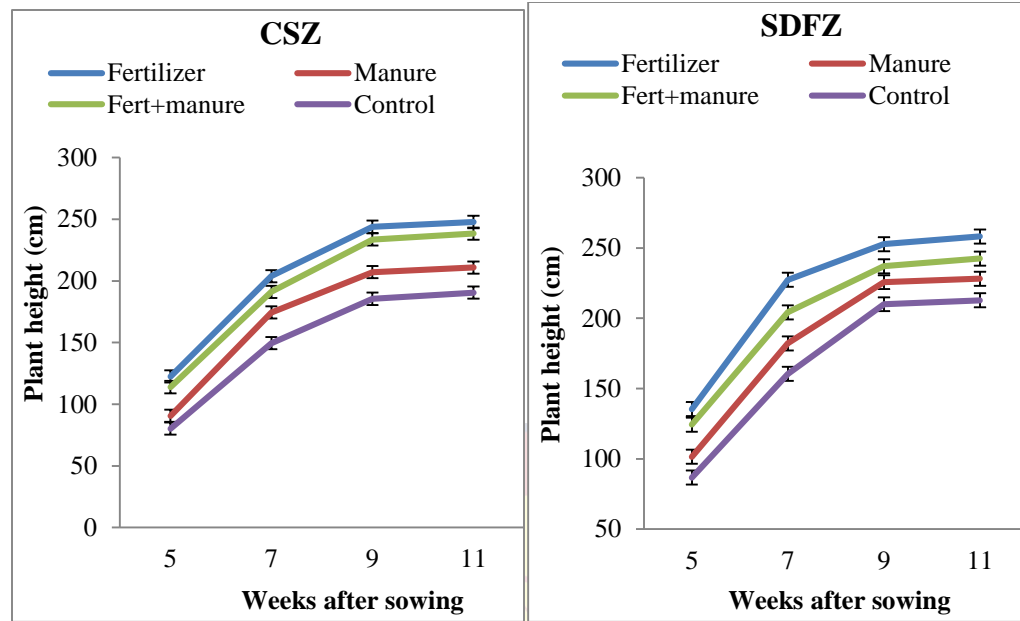 CSZ
Fertilizer Manure
Fert+manure Control
Plant height (cm)
300
250
200
150
100
50
0
5 7 9 11
Weeks after sowing
SDFZ
Fertilizer Manure
Fert+manure Control
Plant height (cm)
300
250
200
150
100
50
5 7 9 11
Weeks after sowing